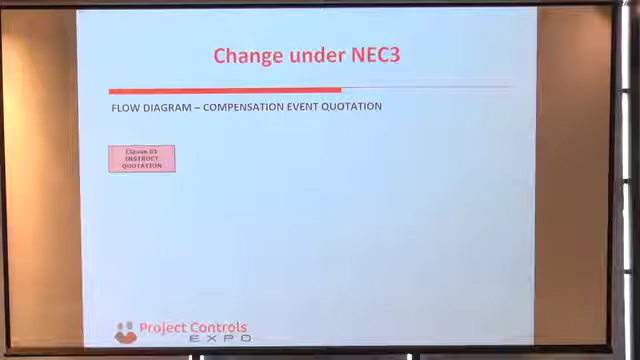 Change under NEC3
FLOW DIAGRAM – COMPENSATION EVENT QUOTATION
INSTRUCT
QUOTATION
Project Controls
EXPO